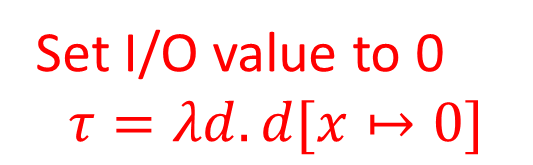 Set I/O value to 0
τ = λd. d[x ↦ 0]